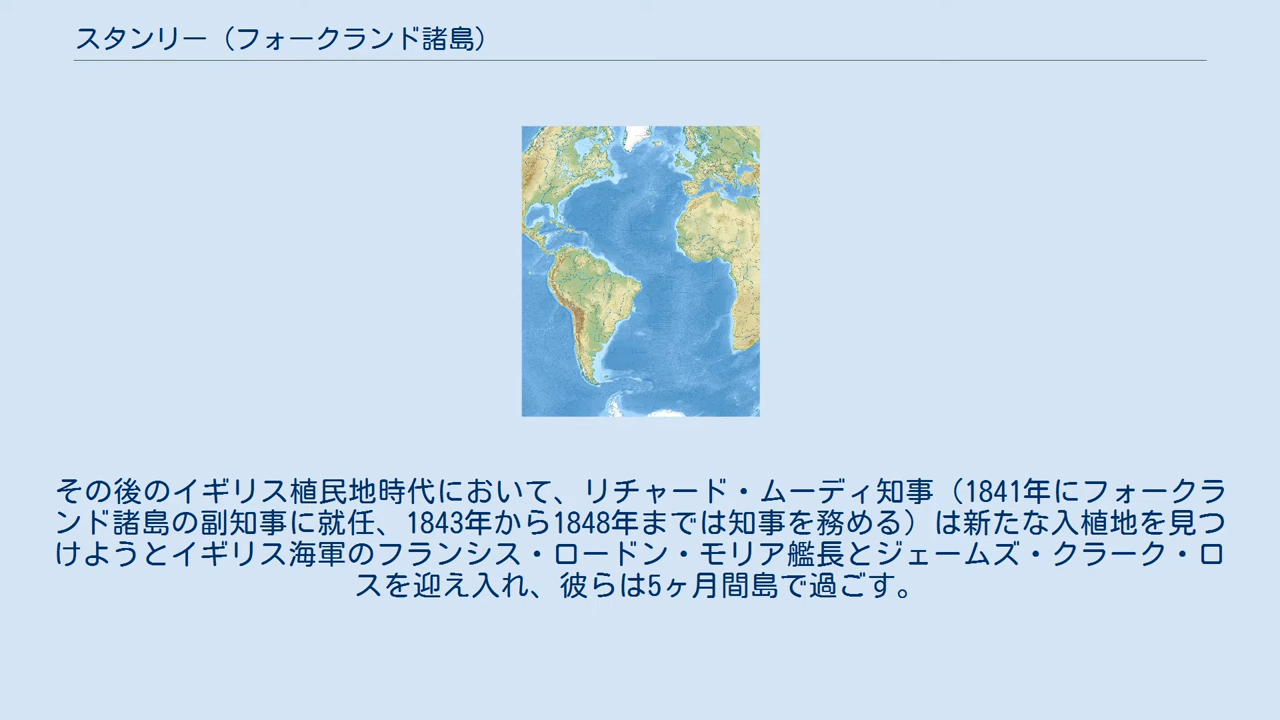 スタンリー（フォークランド諸島）
その後のイギリス植民地時代において、リチャード・ムーディ知事（1841年にフォークラ
ンド諸島の副知事に就任、1843年から1848年までは知事を務める）は新たな入植地を見つ
けようとイギリス海軍のフランシス・ロードン・モリア艦長とジェームズ・クラーク・ロ
スを迎え入れ、彼らは5ヶ月間島で過ごす。